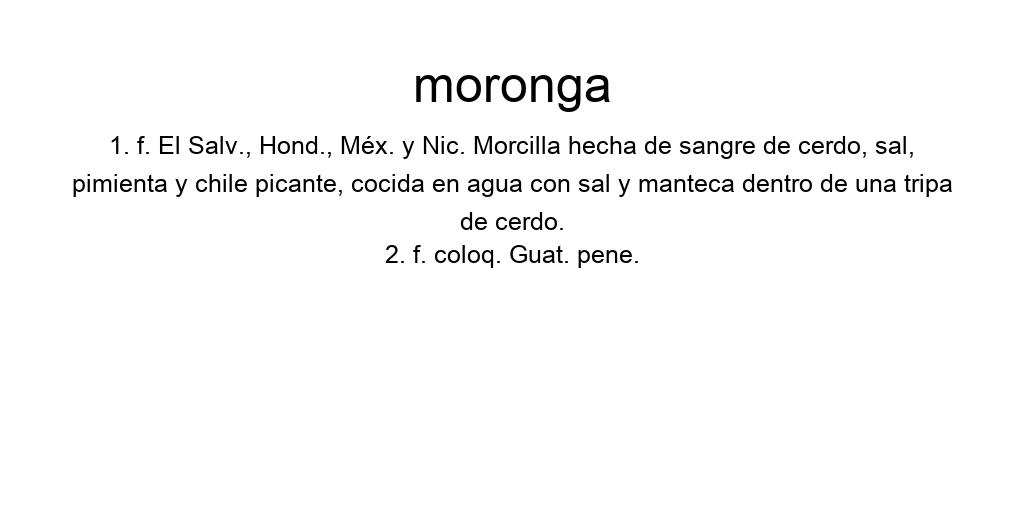 moronga
1. f. El Salv., Hond., Méx. y Nic. Morcilla hecha de sangre de cerdo, sal,
pimienta y chile picante, cocida en agua con sal y manteca dentro de una tripa
de cerdo.
2. f. coloq. Guat. pene.